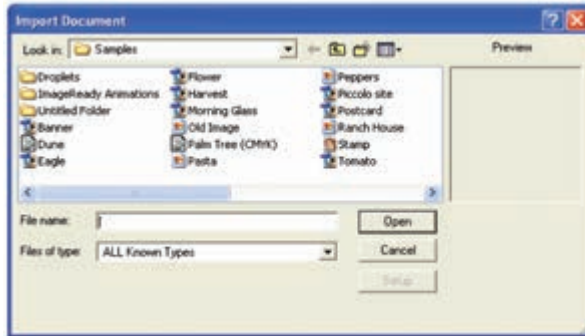 Import Document
Look in: Samples
Preview
Droplets
ImageReady Animations
Untitled Folder
Banner
Dune
Eagle
Flower
Harvest
Morning Glass
Old Image
Palm Tree (CMYK)
Pasta
Peppers
Piccolo site
Postcard
Ranch House
Stamp
Tomato
File name:
Open
Files of type: ALL Known Types
Cancel
Setup